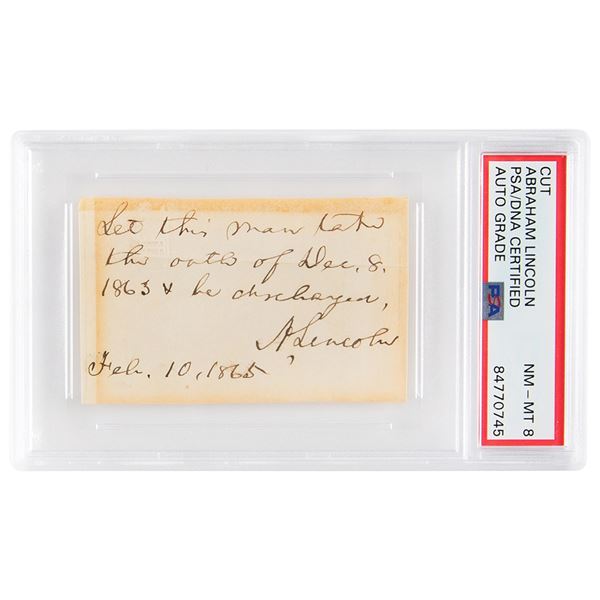 Let this man take
the oath of Dec. 8.
1863 & be discharged,
A. Lincoln
Feb. 10, 1865
CUT
ABRAHAM LINCOLN
PSA/DNA CERTIFIED
AUTO GRADE
PSA
NM – MT 8
84770745